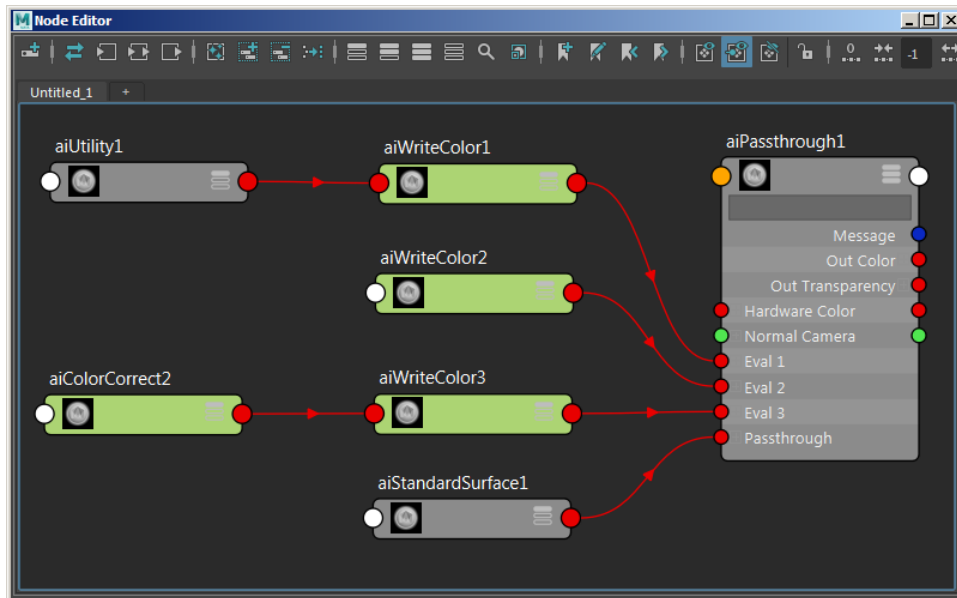 Node Editor
0
-1
Untitled_1
+
aiUtility1
aiWriteColor1
aiPassthrough1
aiWriteColor2
Message
Out Color
Out Transparency
Hardware Color
Normal Camera
Eval 1
Eval 2
Eval 3
Passthrough
aiColorCorrect2
aiWriteColor3
aiStandardSurface1